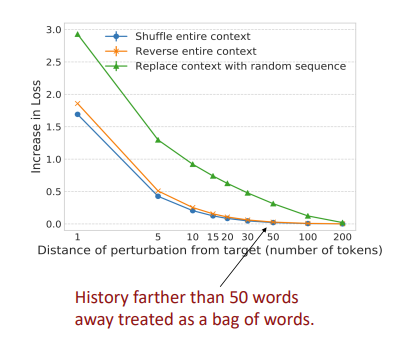 3.0
2.5
2.0
1.5
1.0
0.5
0.0
Increase in Loss
Shuffle entire context
Reverse entire context
Replace context with random sequence
1 5 10 15 20 30 50 100 200
Distance of perturbation from target (number of tokens)
History farther than 50 words
away treated as a bag of words.